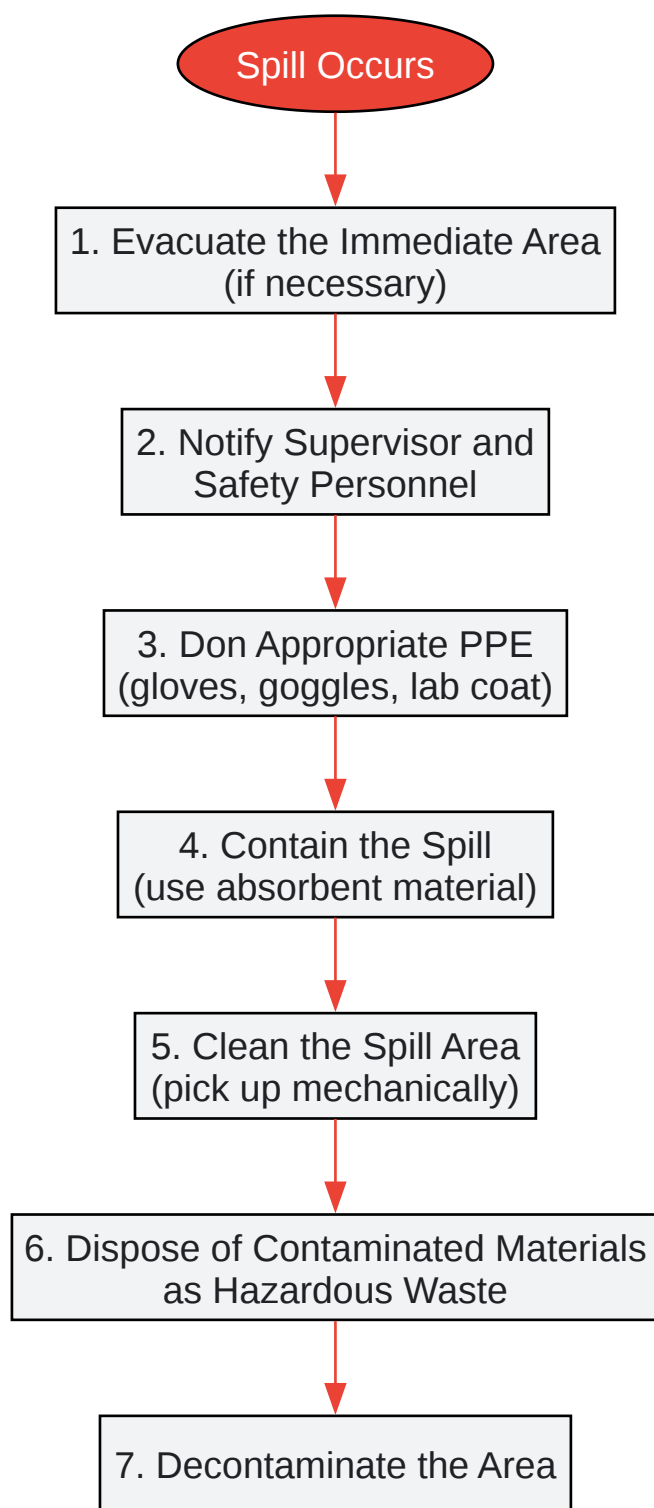 Spill Occurs
1. Evacuate the Immediate Area
(if necessary)
2. Notify Supervisor and
Safety Personnel
3. Don Appropriate PPE
(gloves, goggles, lab coat)
4. Contain the Spill
(use absorbent material)
5. Clean the Spill Area
(pick up mechanically)
6. Dispose of Contaminated Materials
as Hazardous Waste
7. Decontaminate the Area